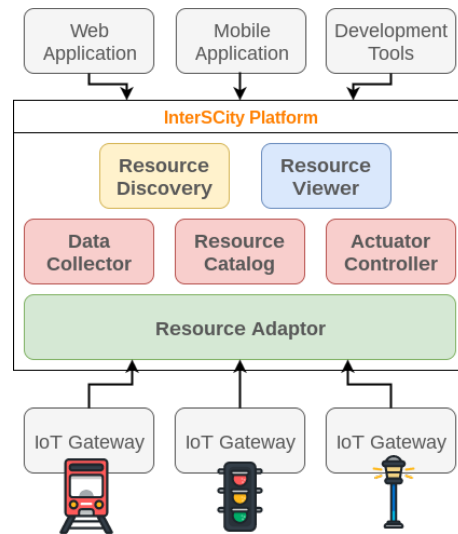 Web
Application
Mobile
Application
Development
Tools
InterSCity Platform
Resource
Discovery
Resource
Viewer
Data
Collector
Resource
Catalog
Actuator
Controller
Resource Adaptor
IoT Gateway
IoT Gateway
IoT Gateway